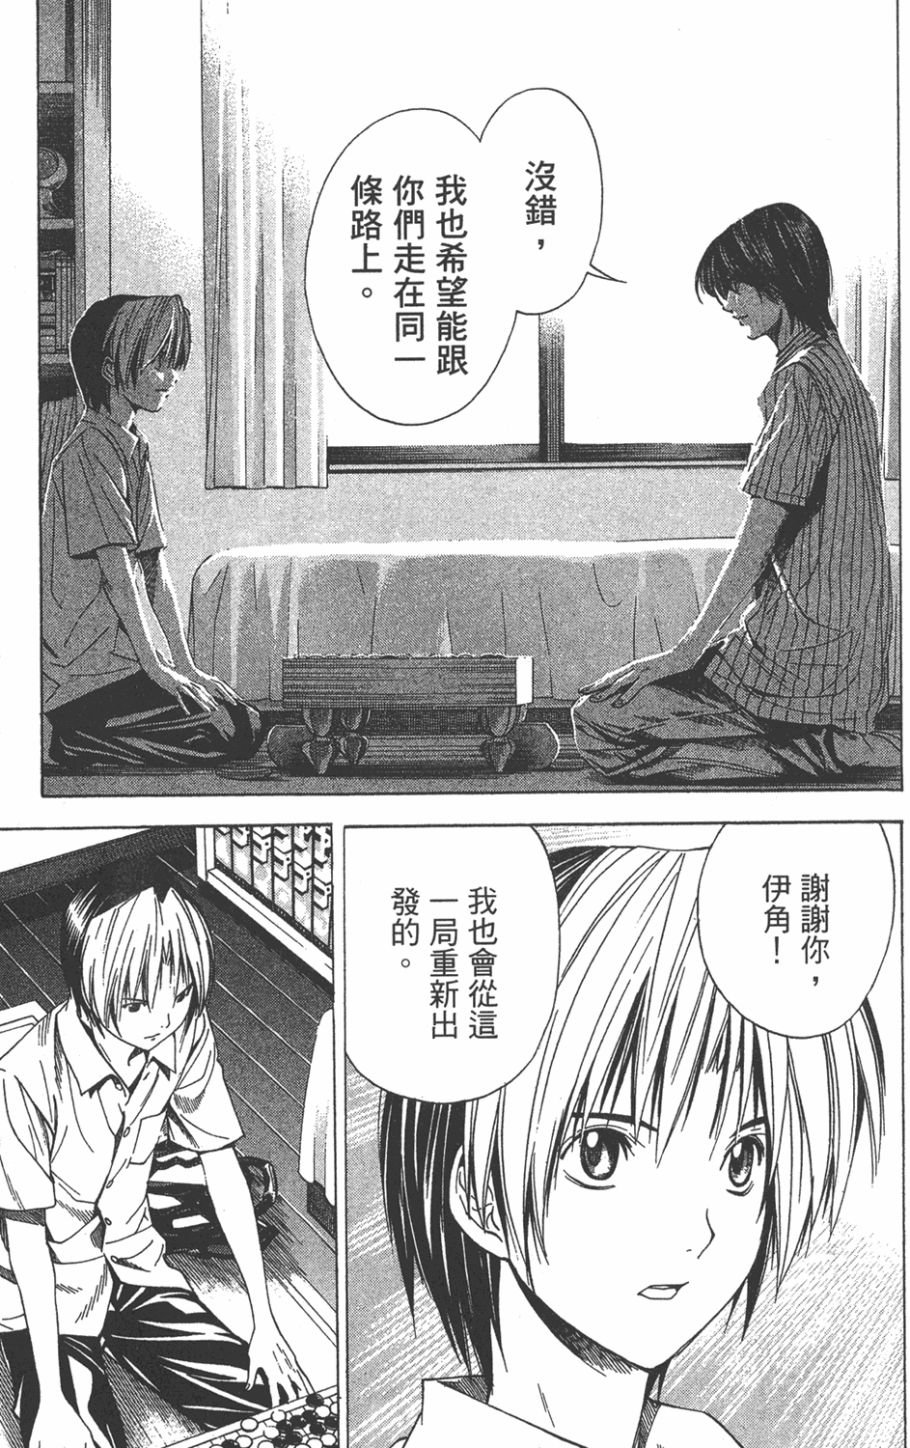 沒錯，
我也希望能跟
你們走在同一
條路上。
謝謝你，
伊角！
我也會從這
一局重新出
發的。